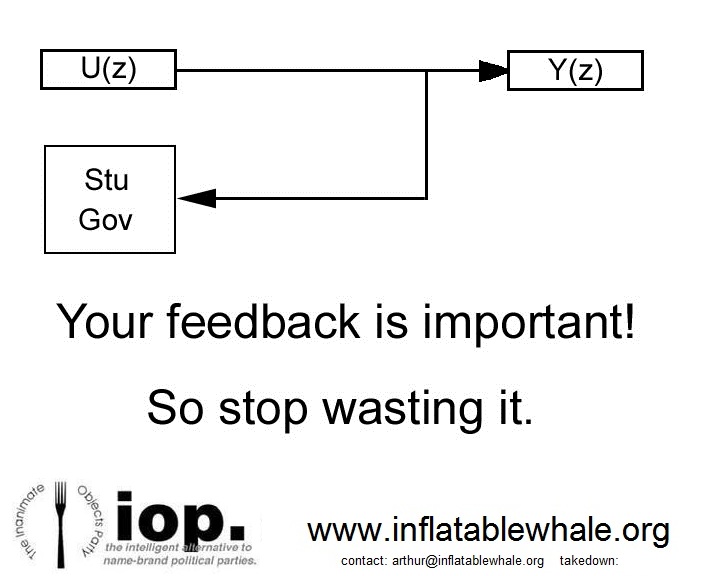 U(z)
Y(z)
Stu
Gov
Your feedback is important!
So stop wasting it.
The Inanimate
Objects Party
iop.
the intelligent alternative to
name-brand political parties.
www.inflatablewhale.org
contact: arthur@inflatablewhale.org takedown: